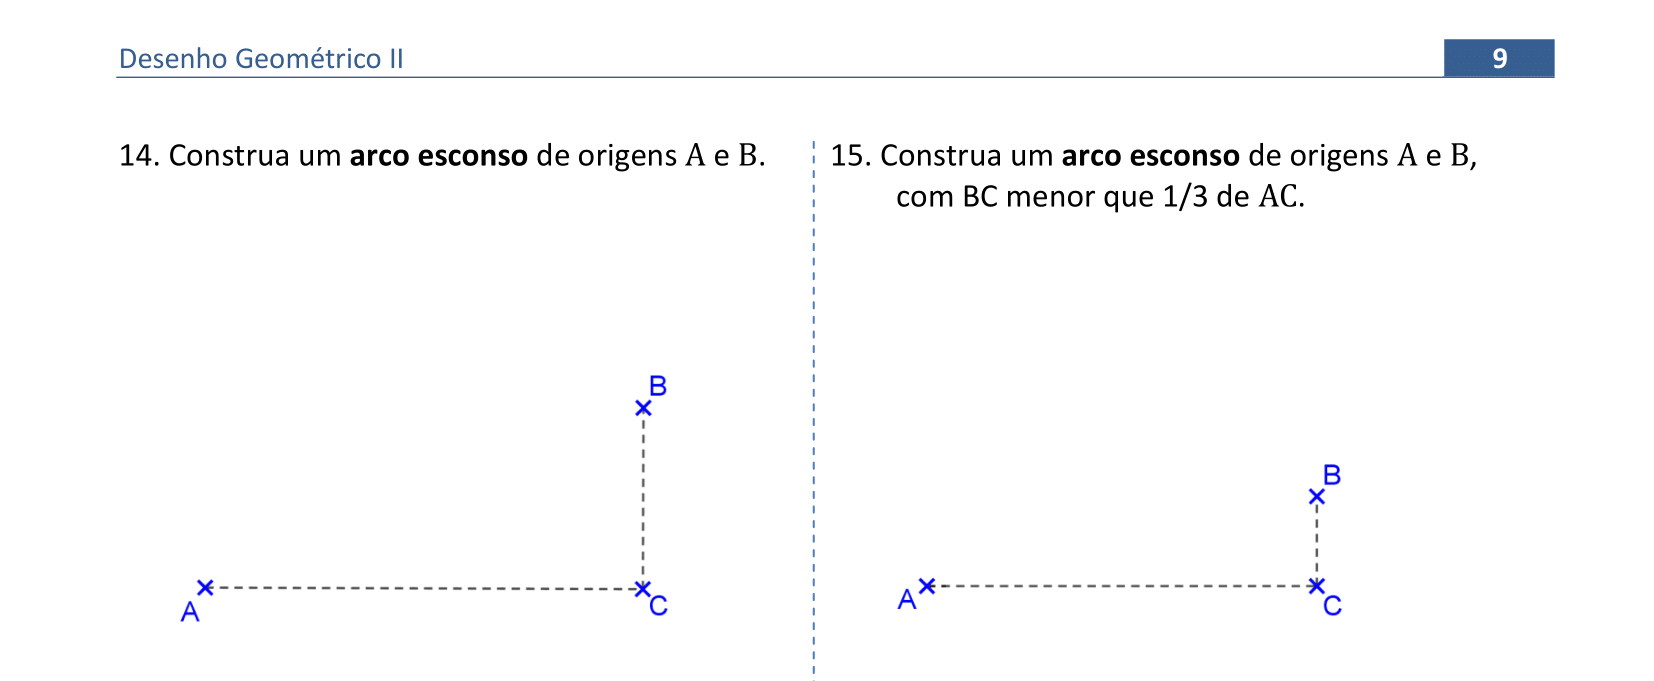 Desenho Geométrico II
9
14. Construa um arco esconso de origens A e B.
15. Construa um arco esconso de origens A e B,
com BC menor que 1/3 de AC.
B
A
C
B
A
C